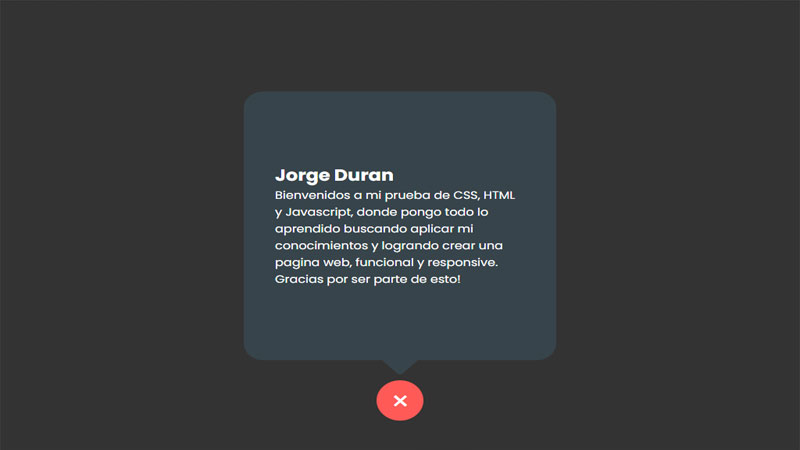 Jorge Duran
Bienvenidos a mi prueba de CSS, HTML
y Javascript, donde pongo todo lo
aprendido buscando aplicar mi
conocimientos y logrando crear una
pagina web, funcional y responsive.
Gracias por ser parte de esto!